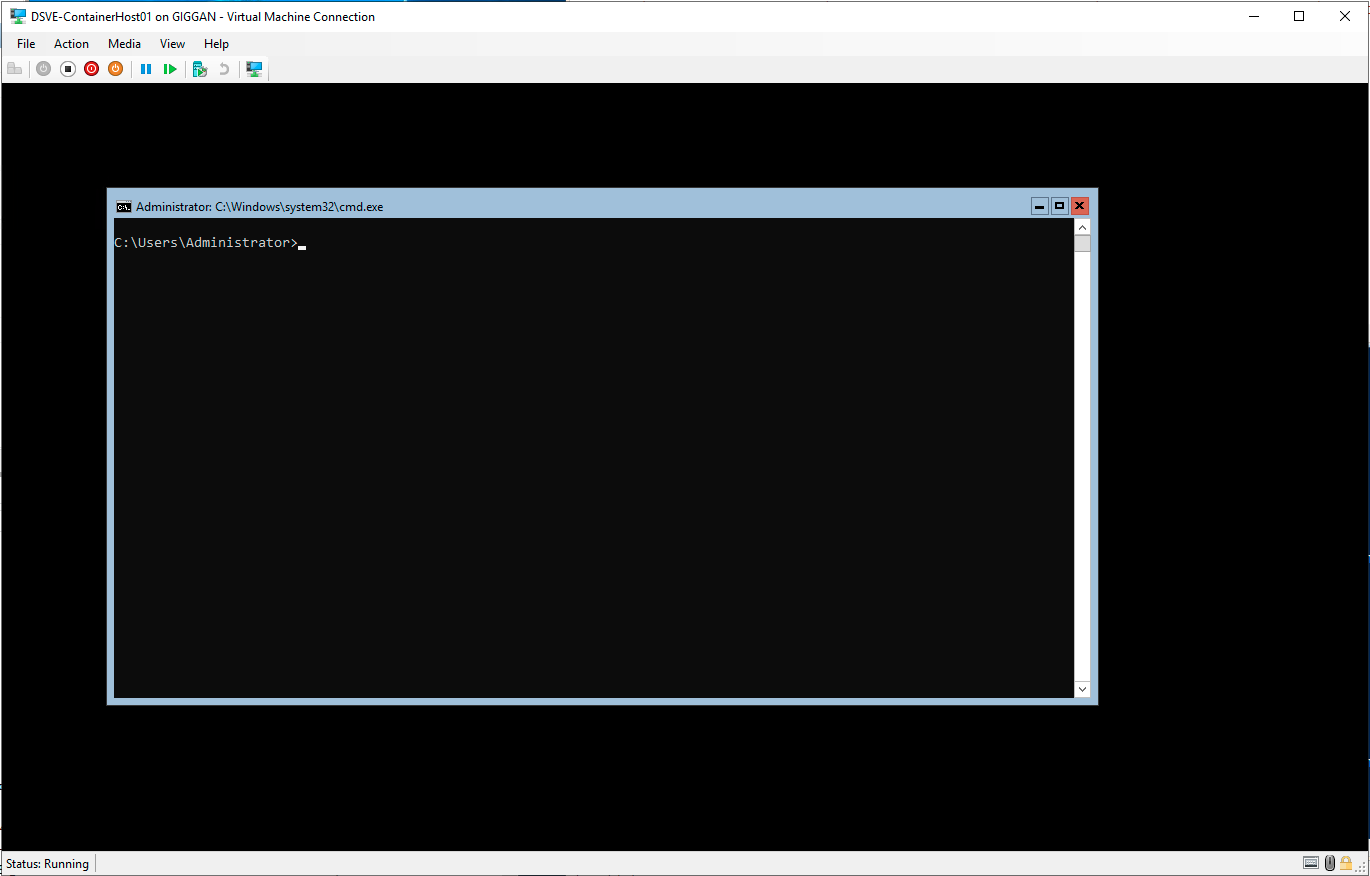 DSVE-ContainerHost01 on GIGGAN - Virtual Machine Connection
File Action Media View Help
Administrator: C:\Windows\system32\cmd.exe
C:\Users\Administrator>
Status: Running